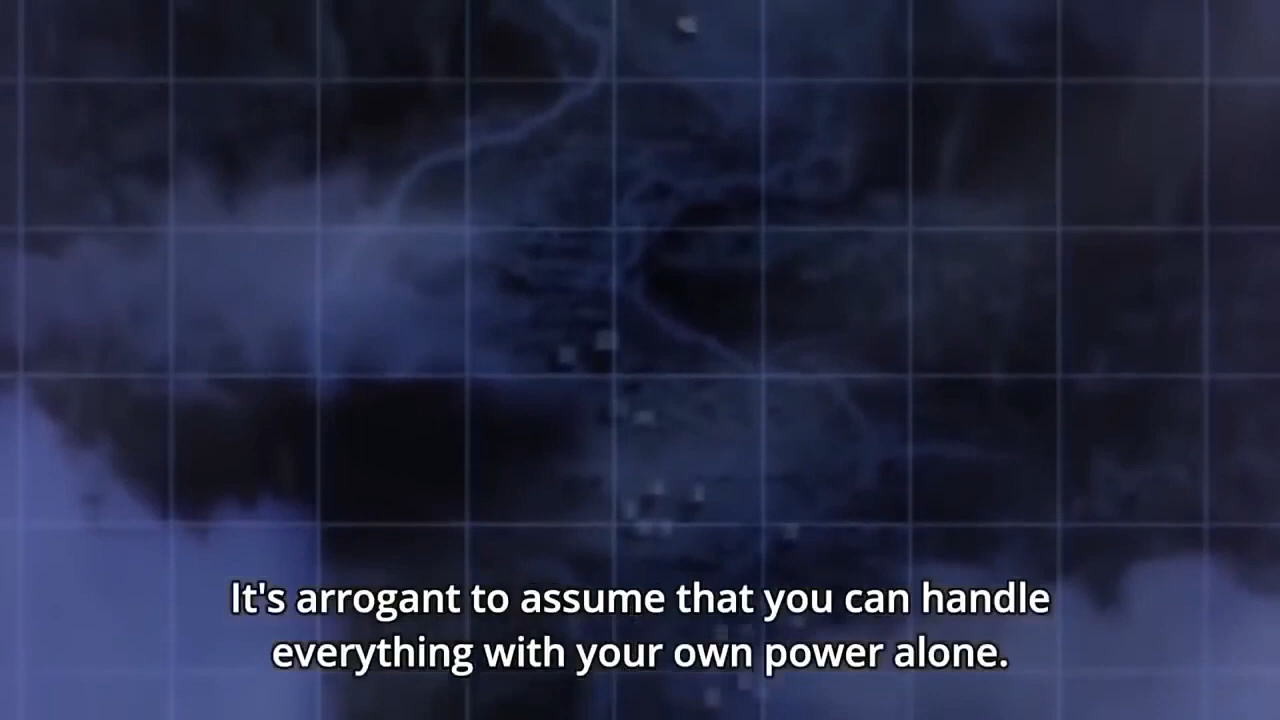 It's arrogant to assume that you can handle
everything with your own power alone.